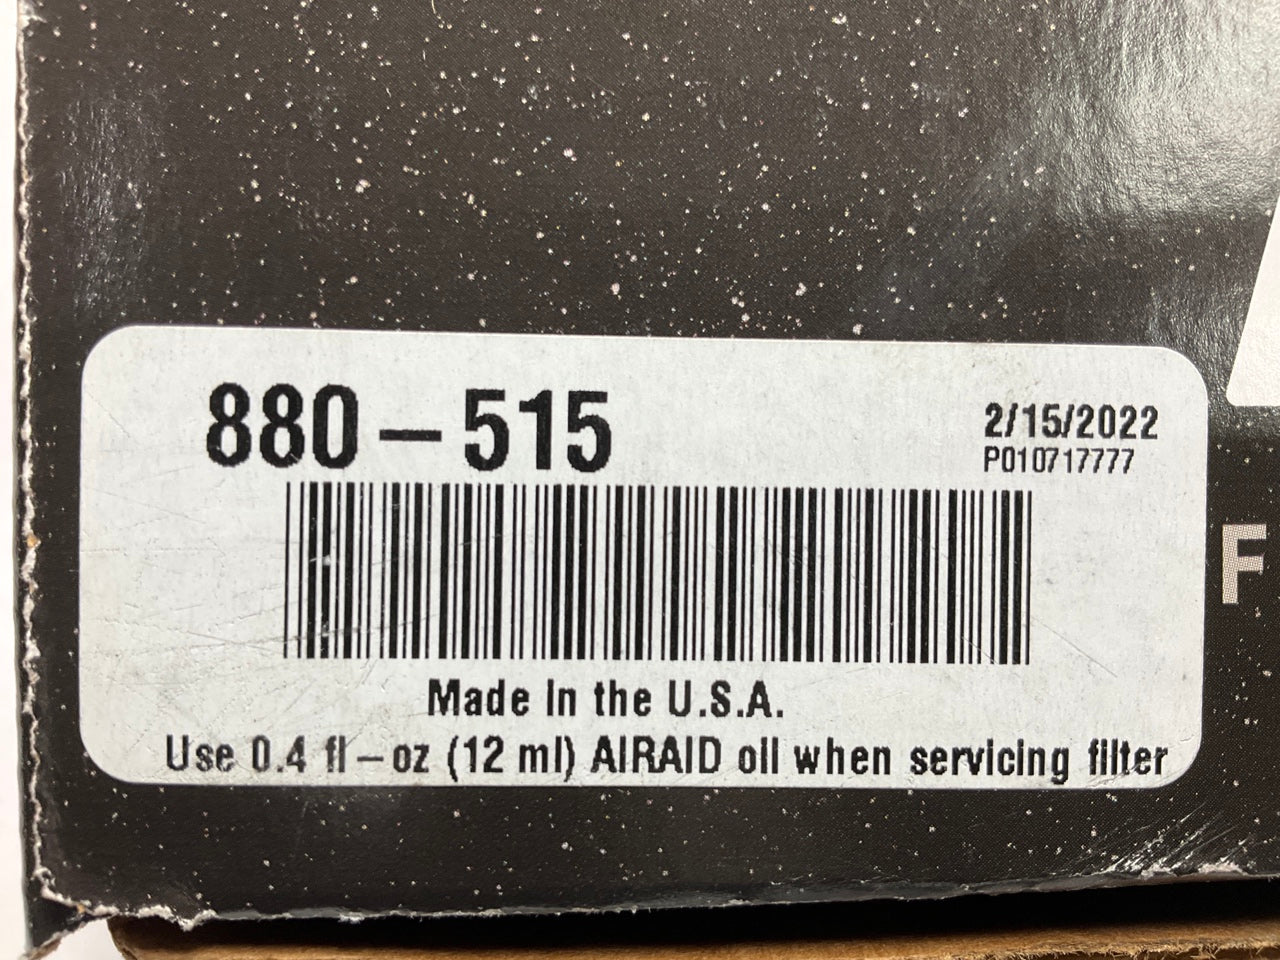 880-515
2/15/2022
P010717777
Made in the U.S.A.
Use 0.4 fl-oz (12 ml) AIRAID oil when servicing filter
F